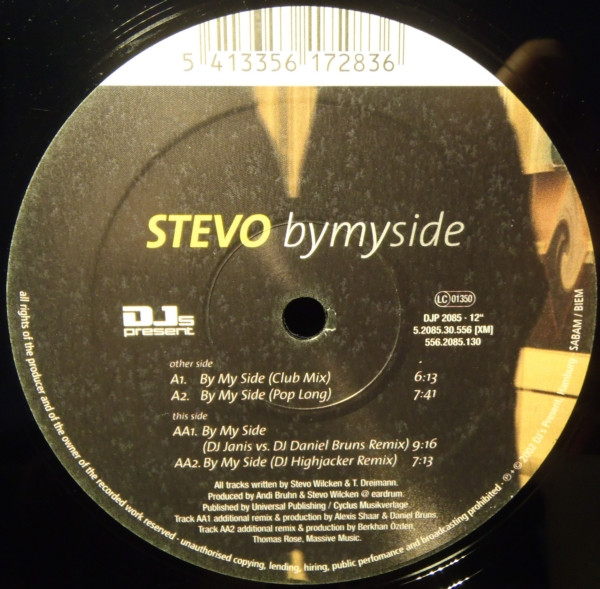 5 413356 172836
STEVO bymyside
LC 01350
DJs
present
DJP 2085 - 12"
5.2085.30.556 [XM]
556.2085.130
other side
A1. By My Side (Club Mix) 6:13
A2. By My Side (Pop Long) 7:41
this side
AA1. By My Side
(DJ Janis vs. DJ Daniel Bruns Remix) 9:16
AA2. By My Side (DJ Highjacker Remix) 7:13
All tracks written by Stevo Wilcken & T. Dreimann.
Produced by Andi Bruhn & Stevo Wilcken @ eardrum.
Published by Universal Publishing / Cyclus Musikverlage
Track AA1 additional remix & production by Alexis Shaar & Daniel Bruns.
Track AA2 additional remix & production by Berkhan Özden,
Thomas Rose, Massive Music.
all rights of the producer and of the owner of the recorded work reserved - unauthorised copying, lending, hiring, public perfomance and broadcasting prohibited - ℗ + © 2002 DJ's Present, Hamburg SABAM / BIEM